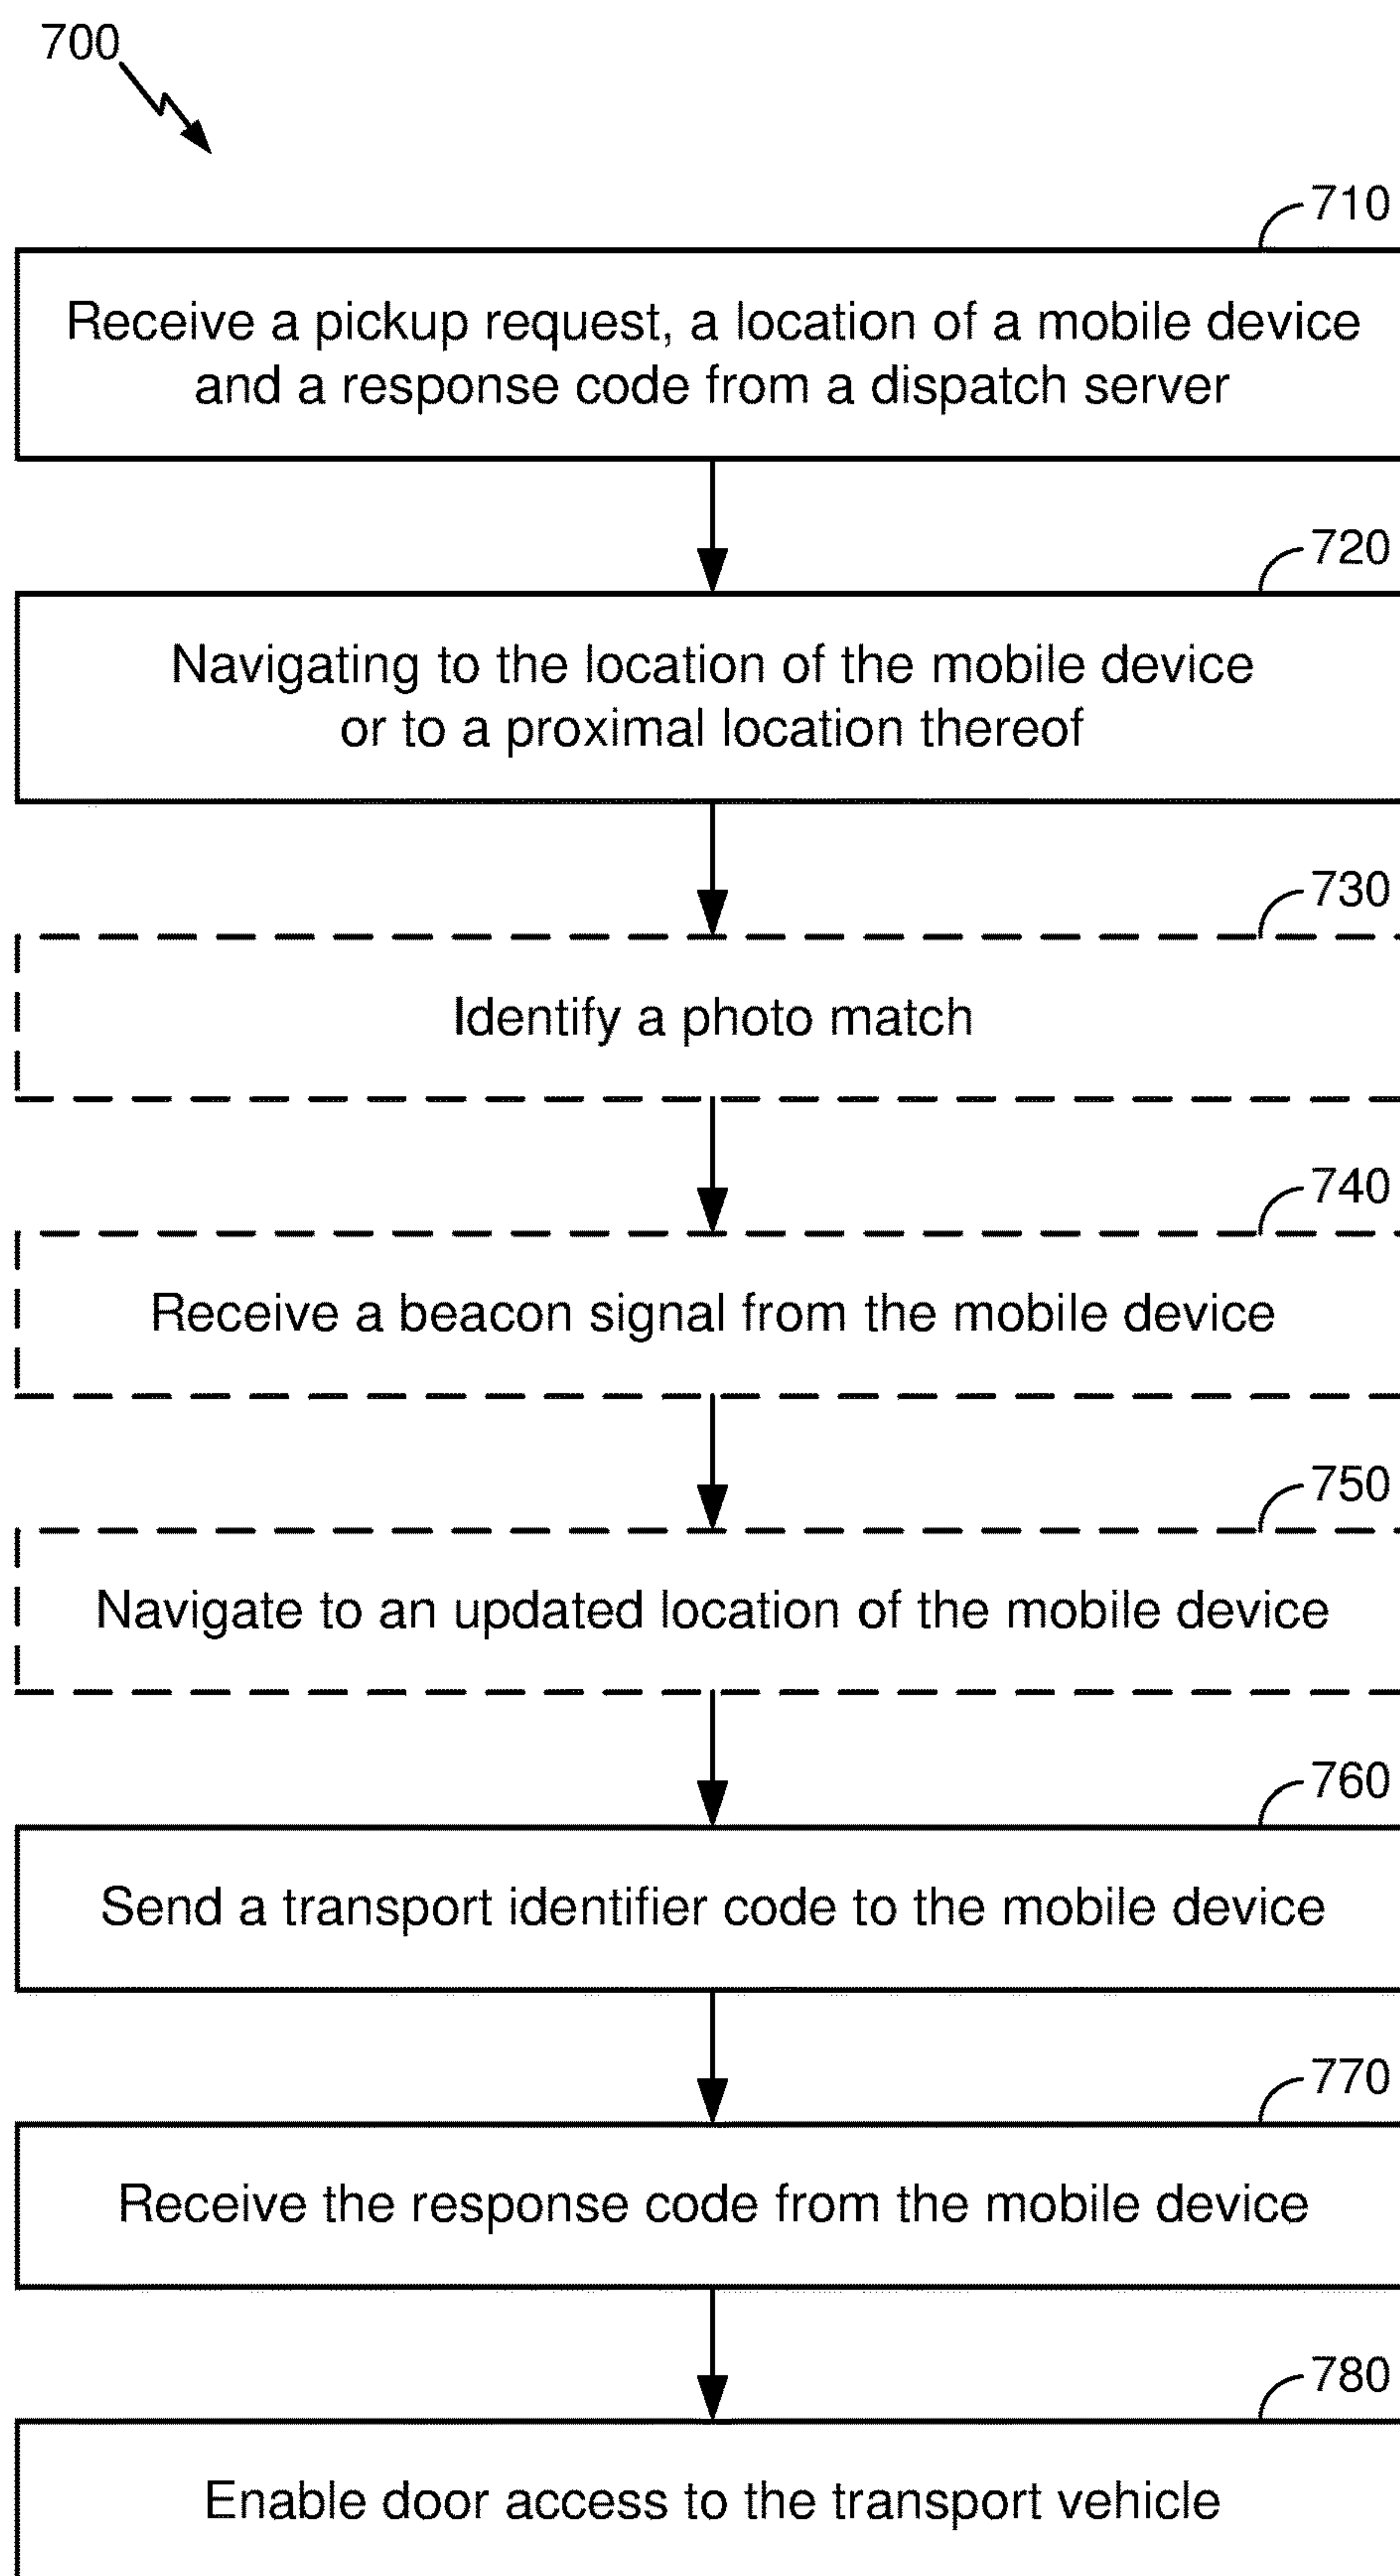 700
710
Receive a pickup request, a location of a mobile device
and a response code from a dispatch server
720
Navigating to the location of the mobile device
or to a proximal location thereof
730
Identify a photo match
740
Receive a beacon signal from the mobile device
750
Navigate to an updated location of the mobile device
760
Send a transport identifier code to the mobile device
770
Receive the response code from the mobile device
780
Enable door access to the transport vehicle